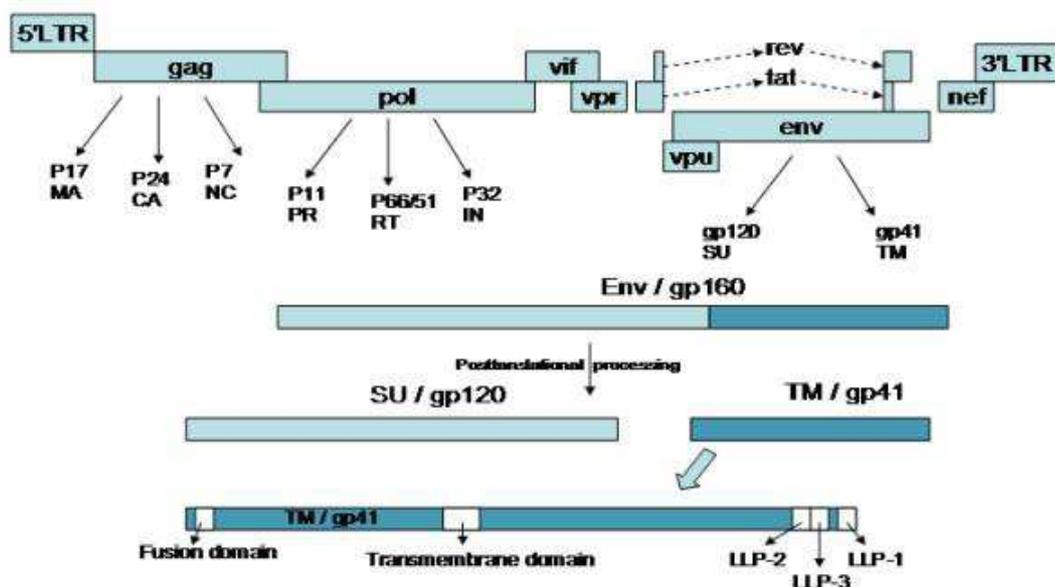 5'LTR
gag
pol
vif
vpr
rev
tat
env
vpu
nef
3'LTR
P17
MA
P24
CA
P7
NC
P11
PR
P66/51
RT
P32
IN
gp120
SU
gp41
TM
Env / gp160
Posttranslational processing
SU / gp120
TM / gp41
TM / gp41
Fusion domain
Transmembrane domain
LLP-2
LLP-3
LLP-1